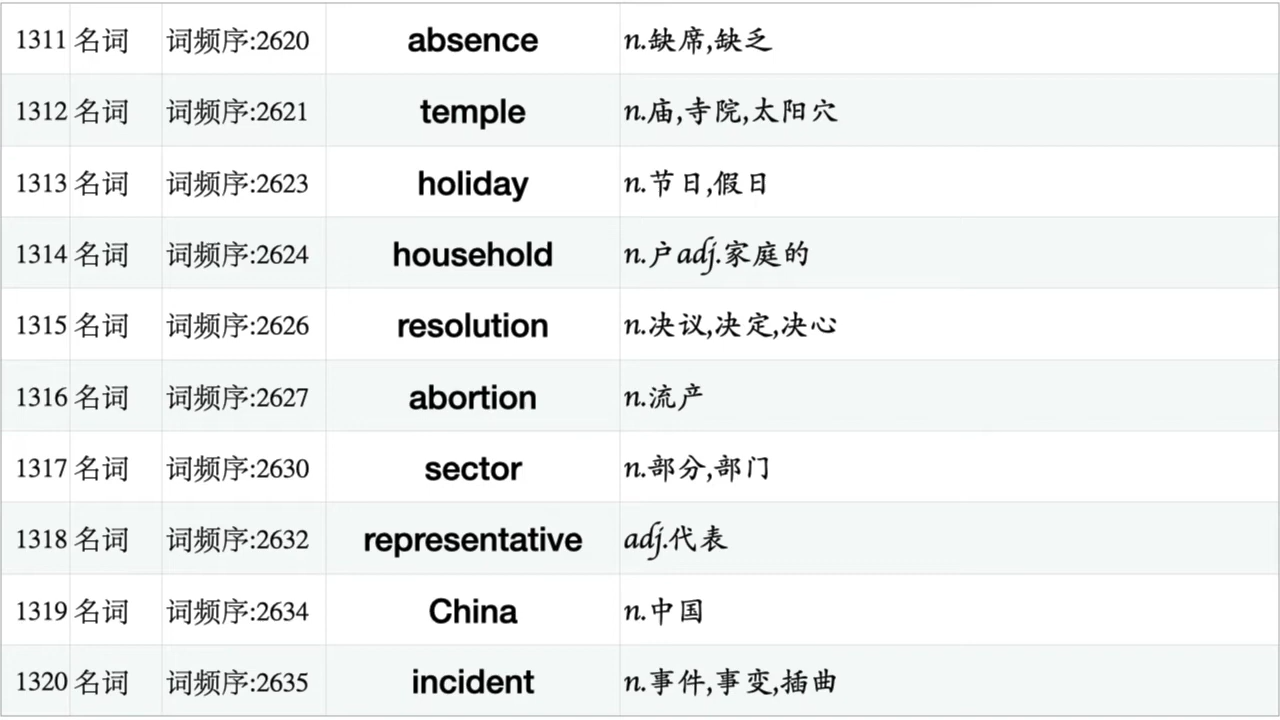 1311 名词 词频序:2620 absence n.缺席,缺乏
1312 名词 词频序:2621 temple n.庙,寺院,太阳穴
1313 名词 词频序:2623 holiday n.节日,假日
1314 名词 词频序:2624 household n.户adj.家庭的
1315 名词 词频序:2626 resolution n.决议,决定,决心
1316 名词 词频序:2627 abortion n.流产
1317 名词 词频序:2630 sector n.部分,部门
1318 名词 词频序:2632 representative adj.代表
1319 名词 词频序:2634 China n.中国
1320 名词 词频序:2635 incident n.事件,事变,插曲